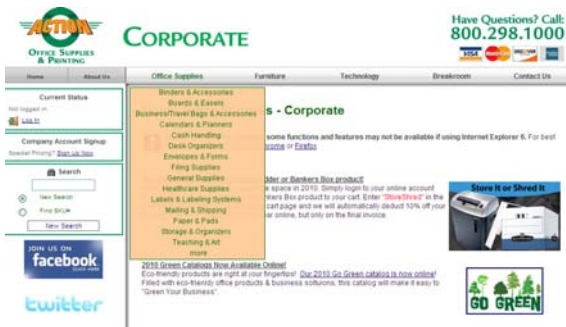 ACTION
OFFICE SUPPLIES
& PRINTING
CORPORATE
Have Questions? Call:
800.298.1000
VISA
Home
About Us
Office Supplies
Furniture
Technology
Breakroom
Contact Us
Current Status
Not logged in.
Log In
Company Account Signup
Special Pricing? Sign Up Now
Search
New Search
Find SKU#
New Search
JOIN US ON
facebook
CLICK HERE
twitter
Binders & Accessories
Boards & Easels
Business/Travel Bags & Accessories
Calendars & Planners
Cash Handling
Desk Organizers
Envelopes & Forms
Filing Supplies
General Supplies
Healthcare Supplies
Labels & Labeling Systems
Mailing & Shipping
Paper & Pads
Storage & Organizers
Teaching & Art
more
s - Corporate
some functions and features may not be available if using Internet Explorer 6. For best
ome or Firefox
dder or Bankers Box product!
e space in 2010. Simply login to your online account
nkers Box product to your cart. Enter "Store/Shred" in the
cart page and we will automatically deduct 10% off your
ar online, but only on the final invoice.
Store It or Shred It
2010 Green Catalogs Now Available Online!
Eco-friendly products are right at your fingertips! Our 2010 Go Green catalog is now online!
Filled with eco-friendly office products & business soltuions, this catalog will make it easy to
"Green Your Business".
GO GREEN